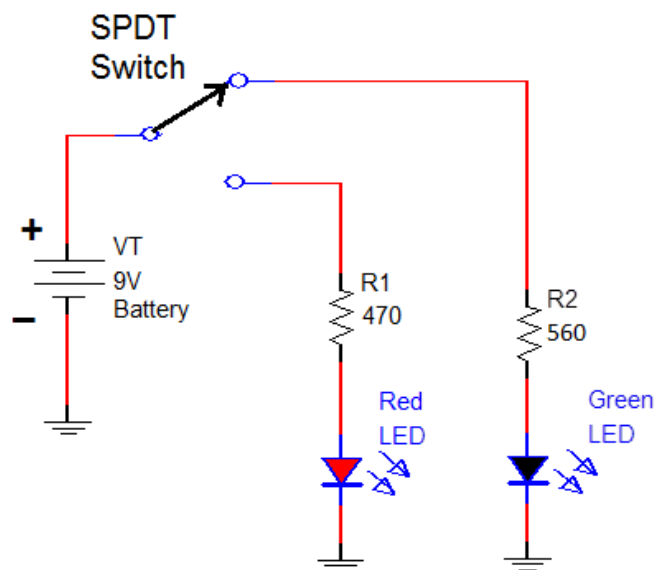 SPDT
Switch
+
VT
9V
Battery
−
R1
470
R2
560
Red
LED
Green
LED